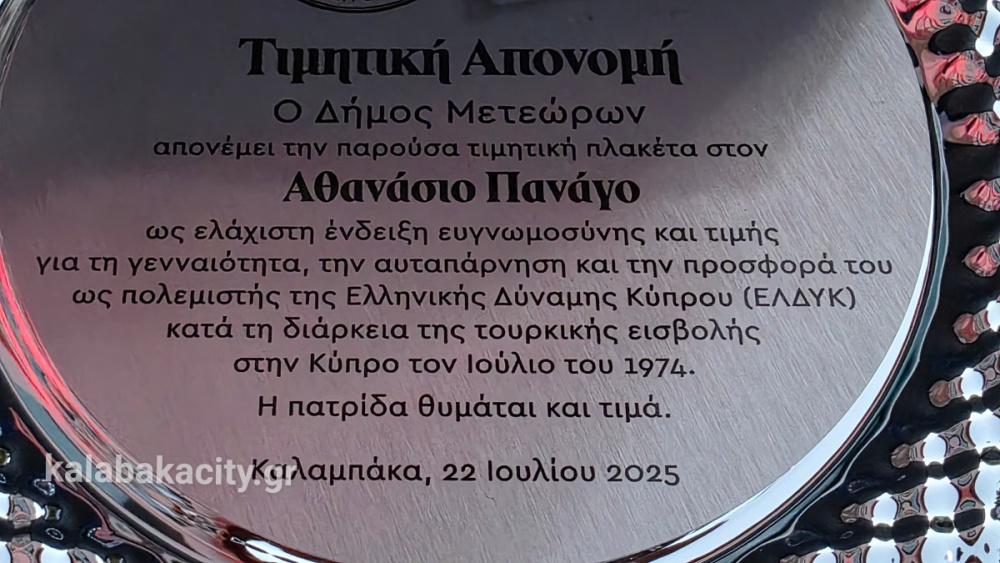 Τιμητική Απονομή
Ο Δήμος Μετεώρων
απονέμει την παρούσα τιμητική πλακέτα στον
Αθανάσιο Πανάγο
ως ελάχιστη ένδειξη ευγνωμοσύνης και τιμής
για τη γενναιότητα, την αυταπάρνηση και την προσφορά του
ως πολεμιστής της Ελληνικής Δύναμης Κύπρου (ΕΛΔΥΚ)
κατά τη διάρκεια της τουρκικής εισβολής
στην Κύπρο τον Ιούλιο του 1974.
Η πατρίδα θυμάται και τιμά.
Καλαμπάκα, 22 Ιουλίου 2025
kalabakacity.gr